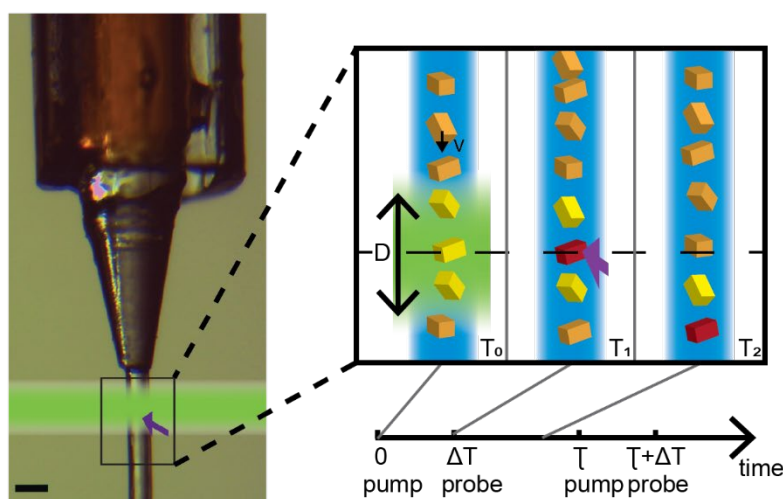 V
D
T₀
T₁
T₂
0
ΔT
Ʈ
Ʈ+ΔT
time
pump
probe
pump
probe